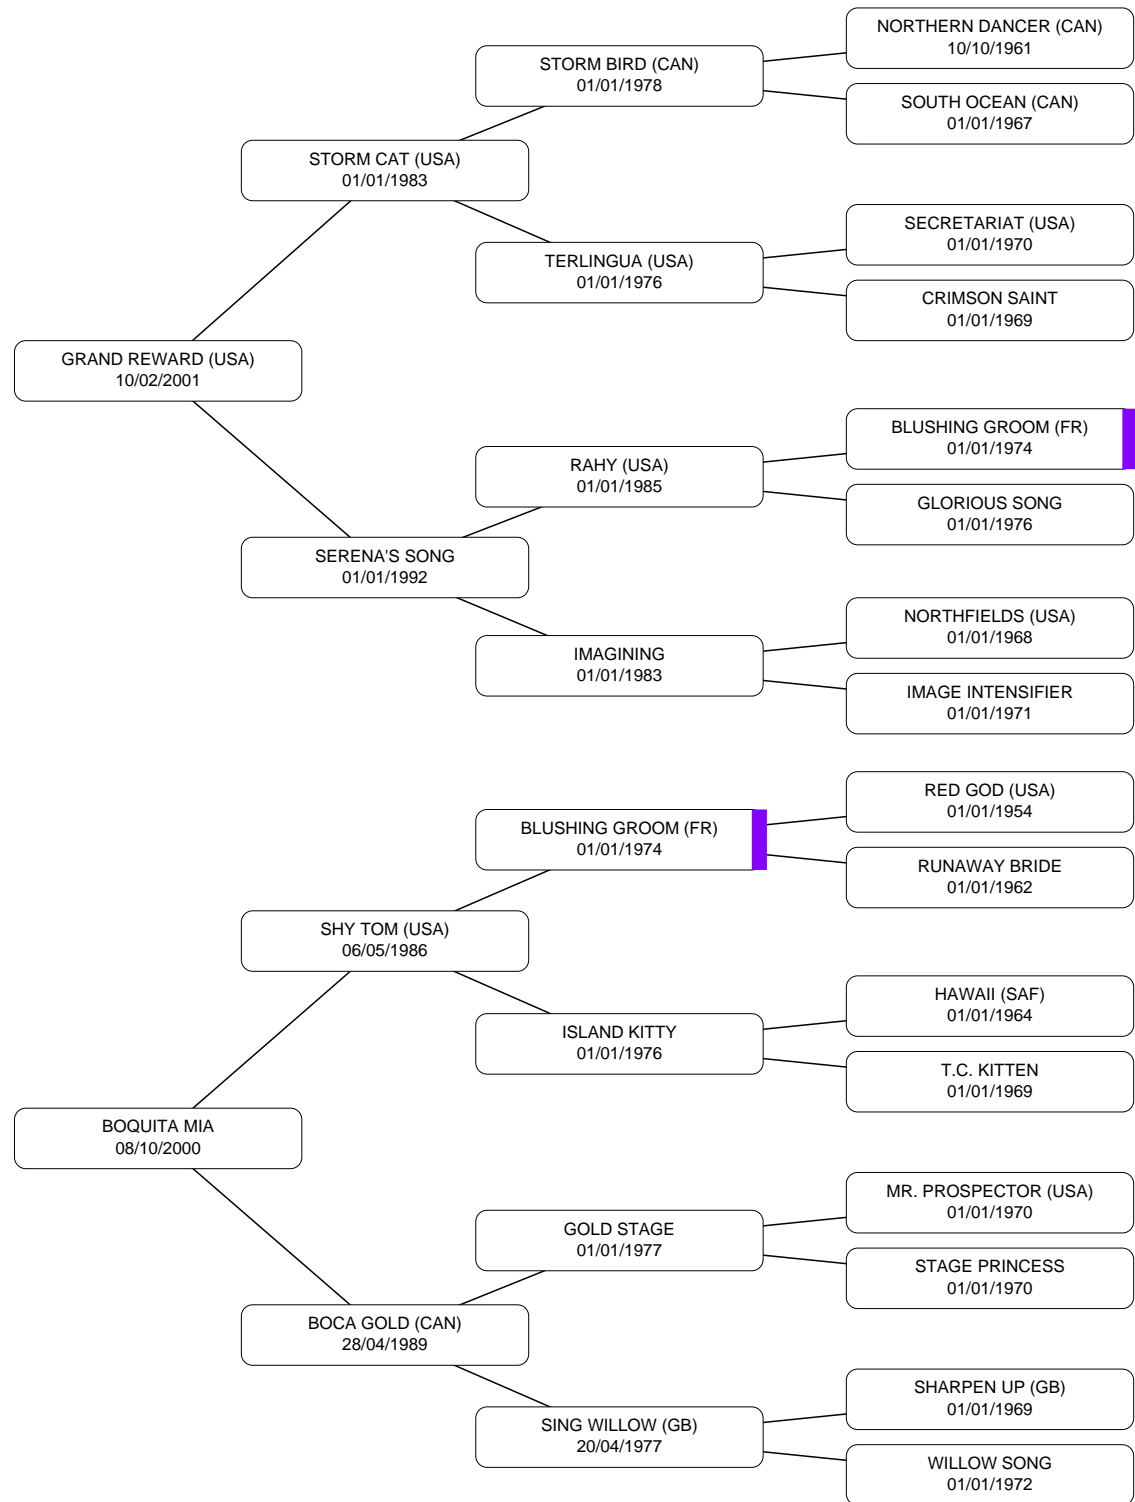 NORTHERN DANCER (CAN)
10/10/1961
STORM BIRD (CAN)
01/01/1978
SOUTH OCEAN (CAN)
01/01/1967
STORM CAT (USA)
01/01/1983
SECRETARIAT (USA)
01/01/1970
TERLINGUA (USA)
01/01/1976
CRIMSON SAINT
01/01/1969
GRAND REWARD (USA)
10/02/2001
BLUSHING GROOM (FR)
01/01/1974
RAHY (USA)
01/01/1985
GLORIOUS SONG
01/01/1976
SERENA'S SONG
01/01/1992
NORTHFIELDS (USA)
01/01/1968
IMAGINING
01/01/1983
IMAGE INTENSIFIER
01/01/1971
RED GOD (USA)
01/01/1954
BLUSHING GROOM (FR)
01/01/1974
RUNAWAY BRIDE
01/01/1962
SHY TOM (USA)
06/05/1986
HAWAII (SAF)
01/01/1964
ISLAND KITTY
01/01/1976
T.C. KITTEN
01/01/1969
BOQUITA MIA
08/10/2000
MR. PROSPECTOR (USA)
01/01/1970
GOLD STAGE
01/01/1977
STAGE PRINCESS
01/01/1970
BOCA GOLD (CAN)
28/04/1989
SHARPEN UP (GB)
01/01/1969
SING WILLOW (GB)
20/04/1977
WILLOW SONG
01/01/1972